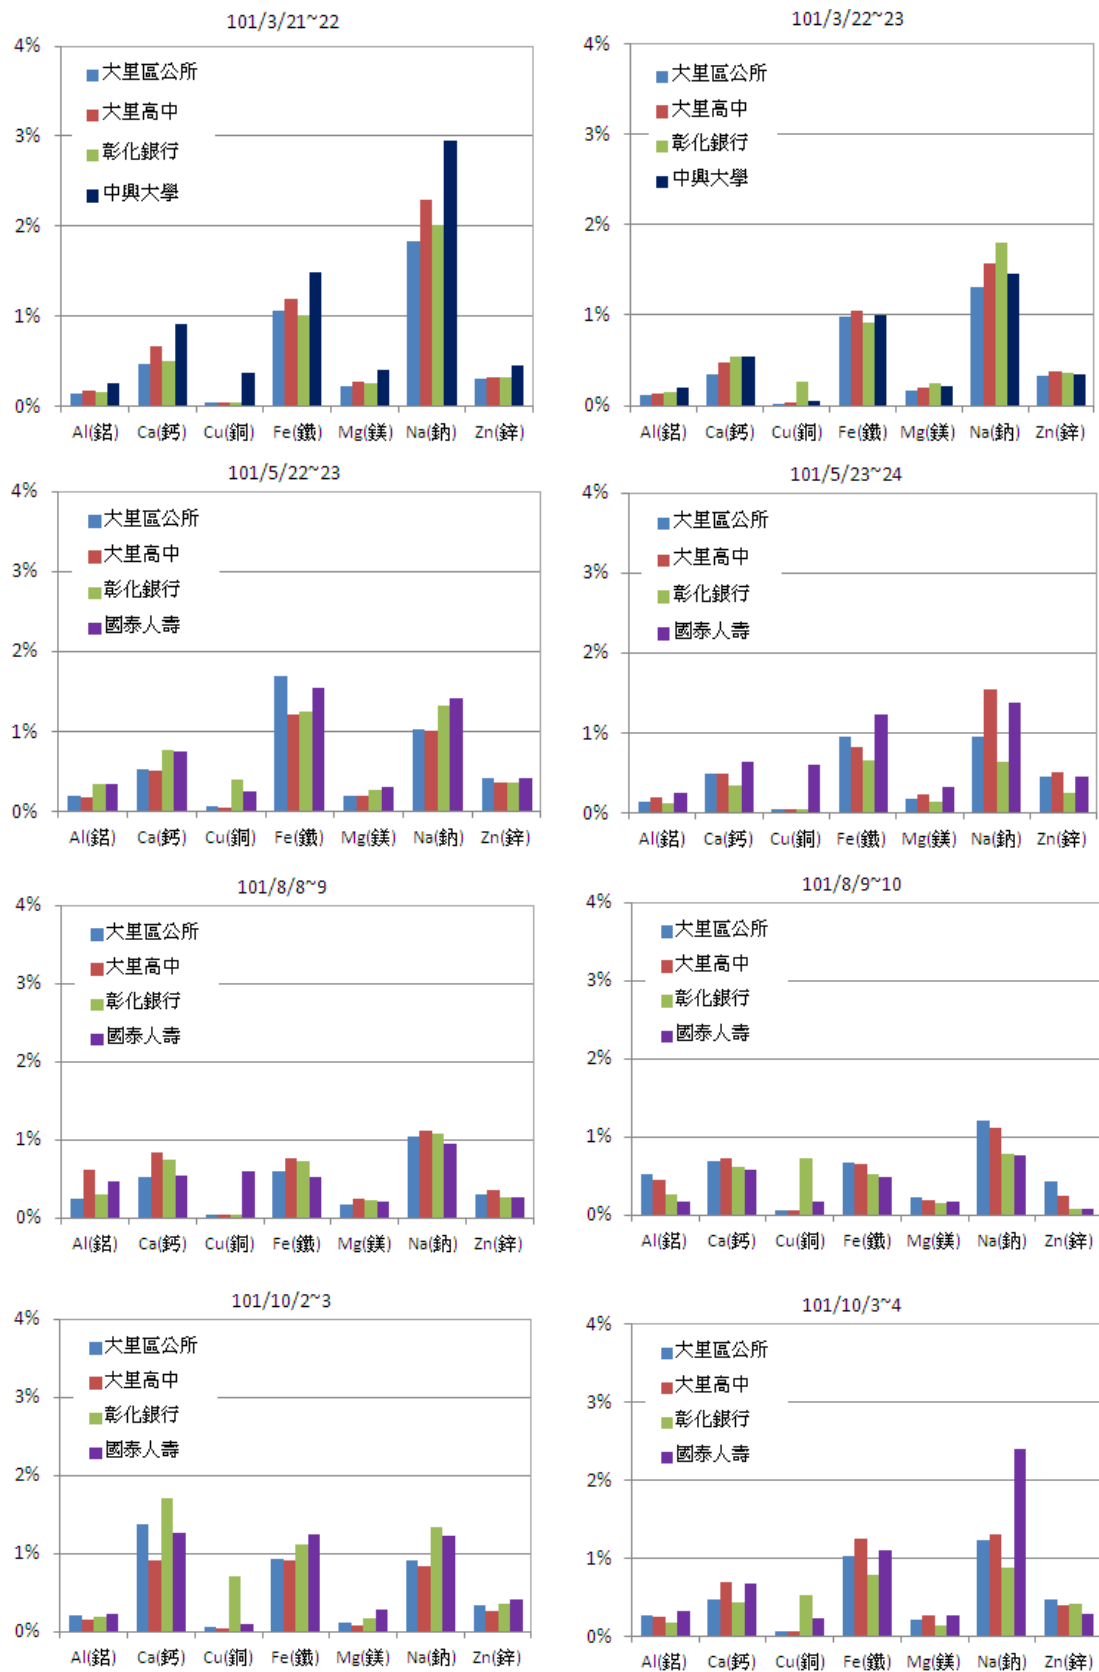 101/3/21~22
4%
3%
2%
1%
0%
大里區公所
大里高中
彰化銀行
中興大學
Al(鋁) Ca(鈣) Cu(銅) Fe(鐵) Mg(鎂) Na(鈉) Zn(鋅)
101/3/22~23
4%
3%
2%
1%
0%
大里區公所
大里高中
彰化銀行
中興大學
Al(鋁) Ca(鈣) Cu(銅) Fe(鐵) Mg(鎂) Na(鈉) Zn(鋅)
101/5/22~23
4%
3%
2%
1%
0%
大里區公所
大里高中
彰化銀行
國泰人壽
Al(鋁) Ca(鈣) Cu(銅) Fe(鐵) Mg(鎂) Na(鈉) Zn(鋅)
101/5/23~24
4%
3%
2%
1%
0%
大里區公所
大里高中
彰化銀行
國泰人壽
Al(鋁) Ca(鈣) Cu(銅) Fe(鐵) Mg(鎂) Na(鈉) Zn(鋅)
101/8/8~9
4%
3%
2%
1%
0%
大里區公所
大里高中
彰化銀行
國泰人壽
Al(鋁) Ca(鈣) Cu(銅) Fe(鐵) Mg(鎂) Na(鈉) Zn(鋅)
101/8/9~10
4%
3%
2%
1%
0%
大里區公所
大里高中
彰化銀行
國泰人壽
Al(鋁) Ca(鈣) Cu(銅) Fe(鐵) Mg(鎂) Na(鈉) Zn(鋅)
101/10/2~3
4%
3%
2%
1%
0%
大里區公所
大里高中
彰化銀行
國泰人壽
Al(鋁) Ca(鈣) Cu(銅) Fe(鐵) Mg(鎂) Na(鈉) Zn(鋅)
101/10/3~4
4%
3%
2%
1%
0%
大里區公所
大里高中
彰化銀行
國泰人壽
Al(鋁) Ca(鈣) Cu(銅) Fe(鐵) Mg(鎂) Na(鈉) Zn(鋅)